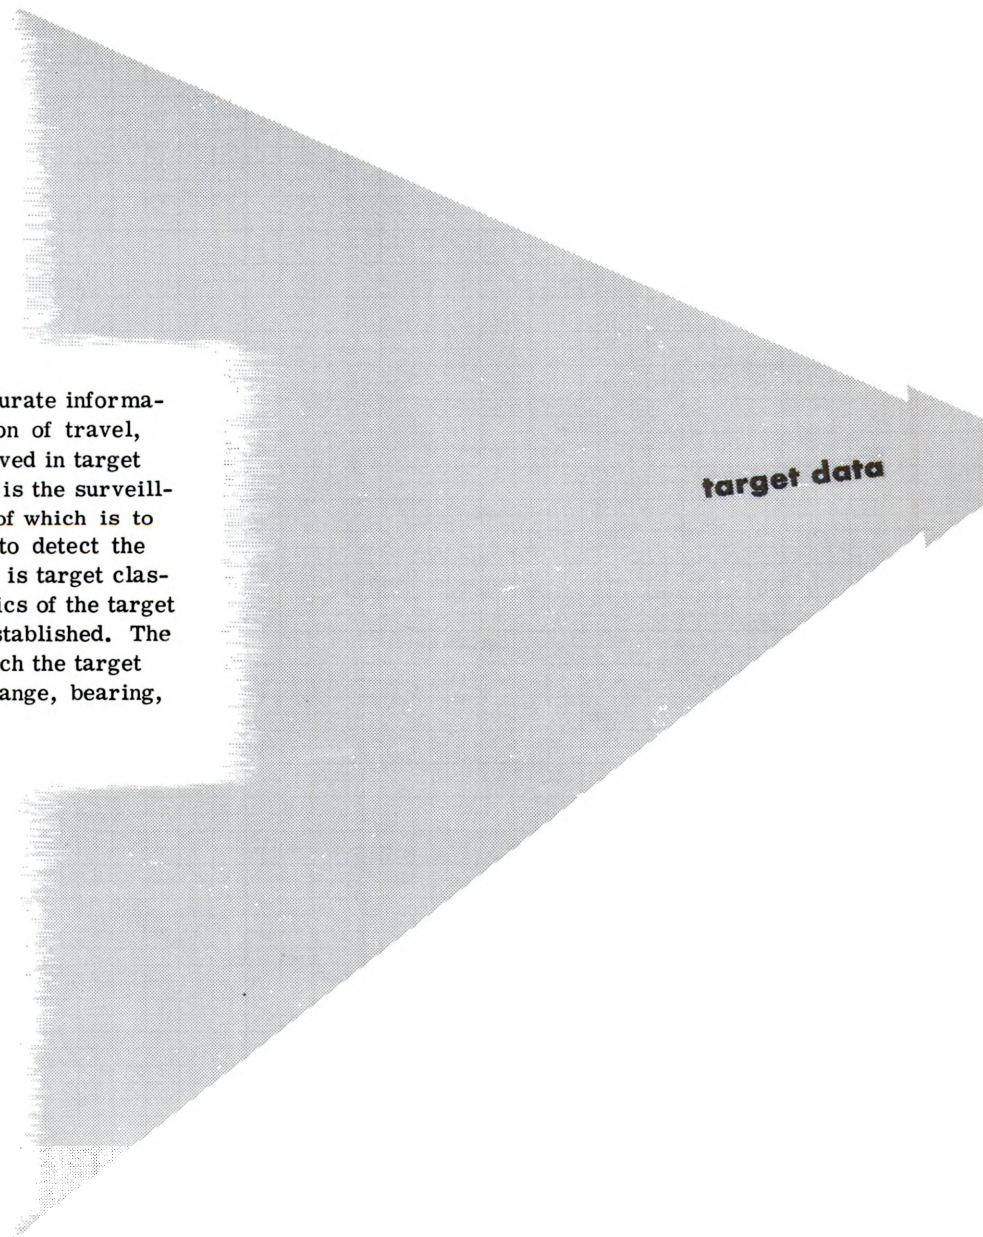 urate informa-
on of travel,
ved in target
is the surveill-
of which is to
to detect the
is target clas-
ics of the target
stablished. The
ch the target
ange, bearing,
target data